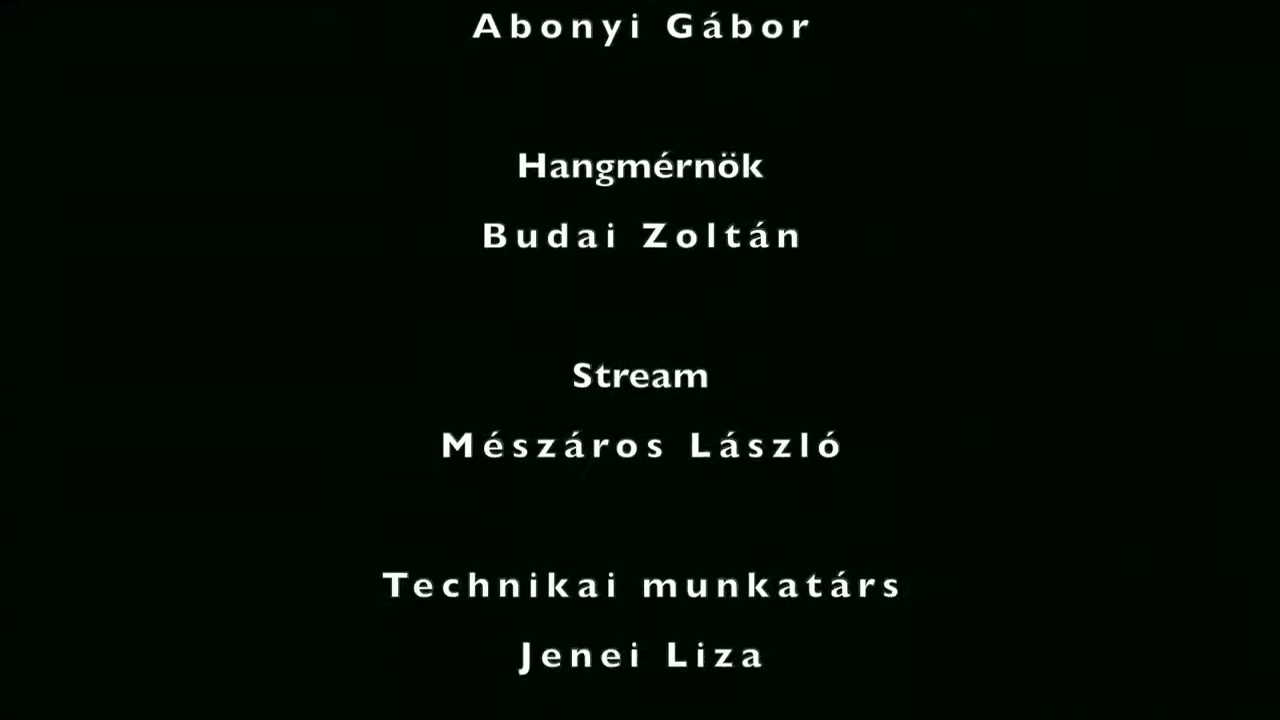 Abonyi Gábor
Hangmérnök
Budai Zoltán
Stream
Mészáros László
Technikai munkatárs
Jenei Liza